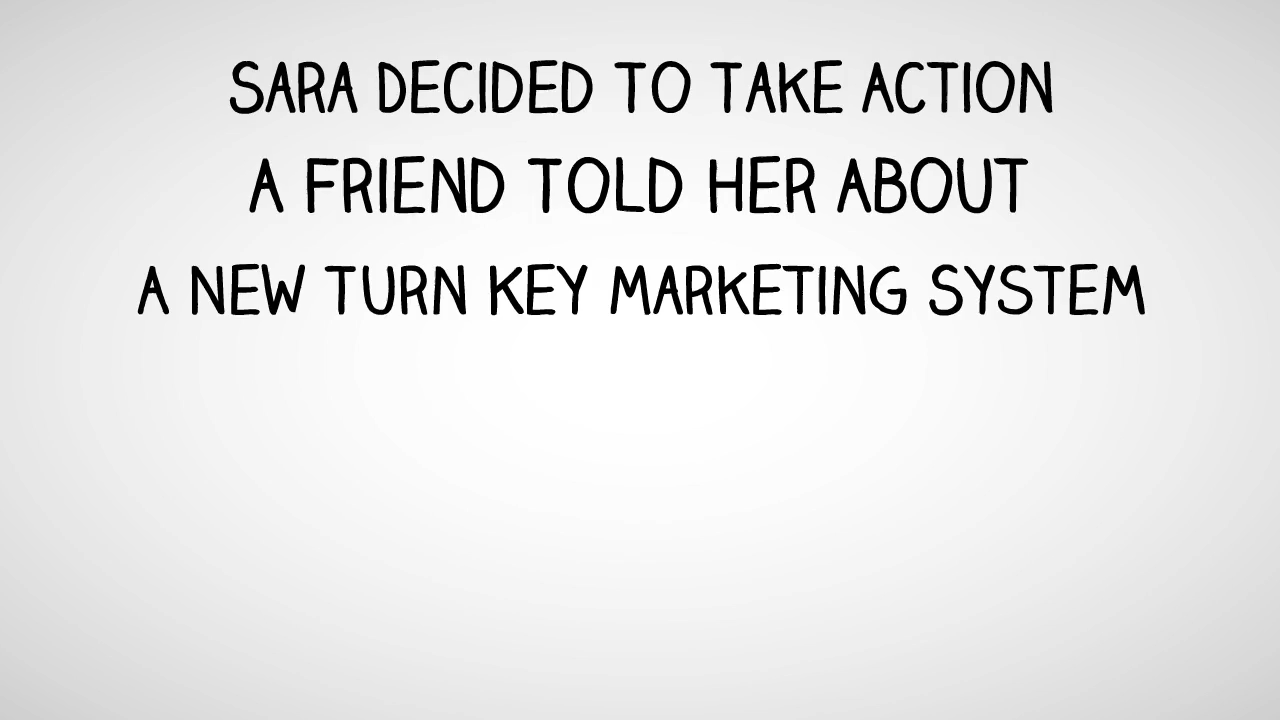 SARA DECIDED TO TAKE ACTION
A FRIEND TOLD HER ABOUT
A NEW TURN KEY MARKETING SYSTEM